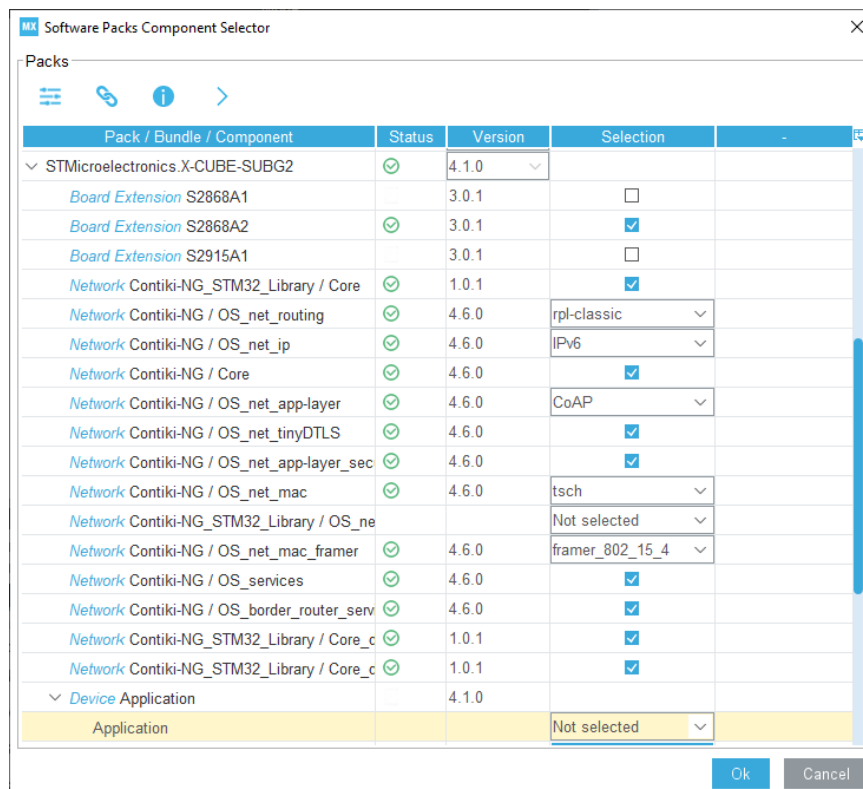 MX Software Packs Component Selector
Packs
Pack / Bundle / Component Status Version Selection -
STMicroelectronics.X-CUBE-SUBG2 4.1.0
Board Extension S2868A1 3.0.1
Board Extension S2868A2 3.0.1
Board Extension S2915A1 3.0.1
Network Contiki-NG_STM32_Library / Core 1.0.1
Network Contiki-NG / OS_net_routing 4.6.0 rpl-classic
Network Contiki-NG / OS_net_ip 4.6.0 IPv6
Network Contiki-NG / Core 4.6.0
Network Contiki-NG / OS_net_app-layer 4.6.0 CoAP
Network Contiki-NG / OS_net_tinyDTLS 4.6.0
Network Contiki-NG / OS_net_app-layer_sec 4.6.0
Network Contiki-NG / OS_net_mac 4.6.0 tsch
Network Contiki-NG_STM32_Library / OS_ne Not selected
Network Contiki-NG / OS_net_mac_framer 4.6.0 framer_802_15_4
Network Contiki-NG / OS_services 4.6.0
Network Contiki-NG / OS_border_router_serv 4.6.0
Network Contiki-NG_STM32_Library / Core_c 1.0.1
Network Contiki-NG_STM32_Library / Core_c 1.0.1
Device Application 4.1.0
Application Not selected
Ok Cancel